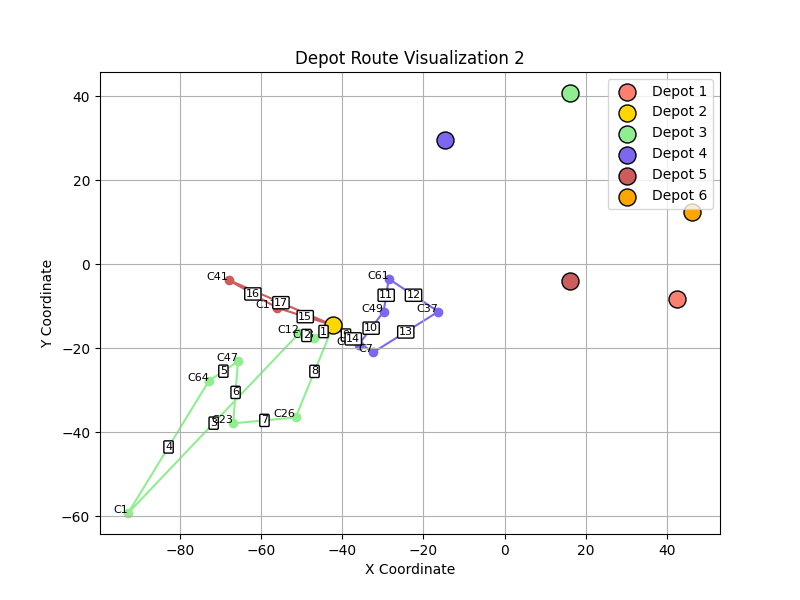 Depot Route Visualization 2
Depot 1
Depot 2
Depot 3
Depot 4
Depot 5
Depot 6
Y Coordinate
40
20
0
−20
−40
−60
−80
−60
−40
−20
0
20
40
X Coordinate
C61
C41
11
12
16
17
C1
C49
C37
15
C12
1
2
10
13
14
C7
C47
5
C64
8
6
C26
C23
7
3
4
C1